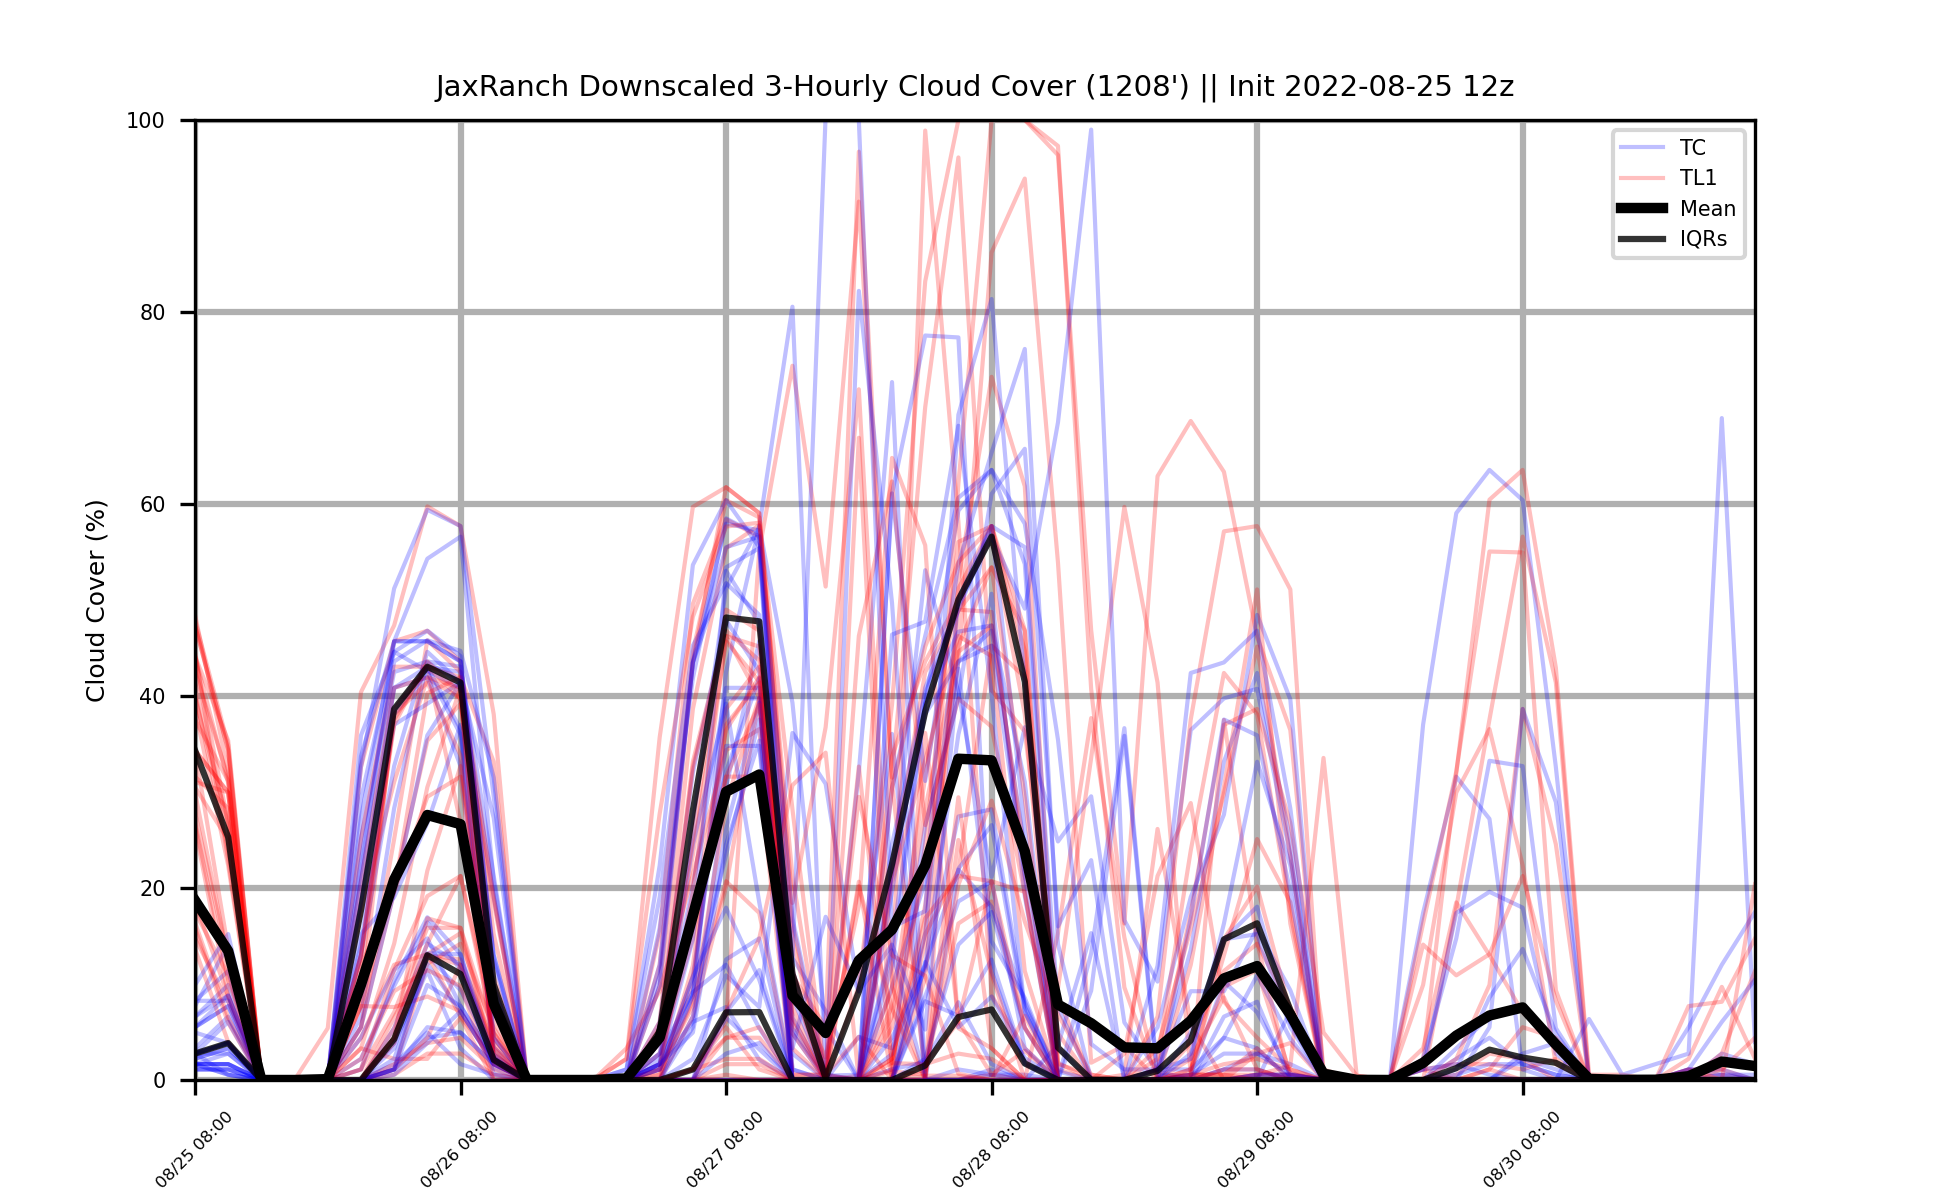 JaxRanch Downscaled 3-Hourly Cloud Cover (1208') || Init 2022-08-25 12z
100
80
60
40
20
0
Cloud Cover (%)
TC
TL1
Mean
IQRs
08/25 08:00
08/26 08:00
08/27 08:00
08/28 08:00
08/29 08:00
08/30 08:00